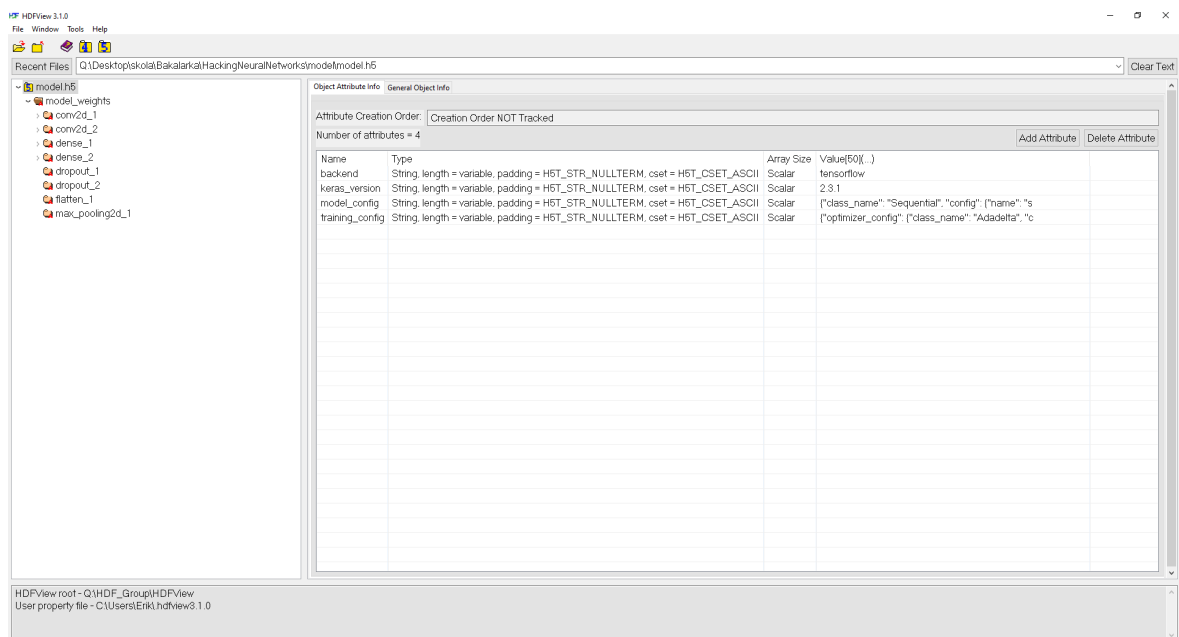 HDFView 3.1.0
File Window Tools Help
Recent Files Q:\Desktop\skola\Bakalarka\HackingNeuralNetworks\model\model.h5 Clear Text
model.h5
model_weights
conv2d_1
conv2d_2
dense_1
dense_2
dropout_1
dropout_2
flatten_1
max_pooling2d_1
Object Attribute Info General Object Info
Attribute Creation Order: Creation Order NOT Tracked
Number of attributes = 4 Add Attribute Delete Attribute
Name Type Array Size Value[50](...)
backend String, length = variable, padding = H5T_STR_NULLTERM, cset = H5T_CSET_ASCII Scalar tensorflow
keras_version String, length = variable, padding = H5T_STR_NULLTERM, cset = H5T_CSET_ASCII Scalar 2.3.1
model_config String, length = variable, padding = H5T_STR_NULLTERM, cset = H5T_CSET_ASCII Scalar {"class_name": "Sequential", "config": {"name": "s
training_config String, length = variable, padding = H5T_STR_NULLTERM, cset = H5T_CSET_ASCII Scalar {"optimizer_config": {"class_name": "Adadelta", "c
HDFView root - Q:\HDF_Group\HDFView
User property file - C:\Users\Erik\.hdfview3.1.0